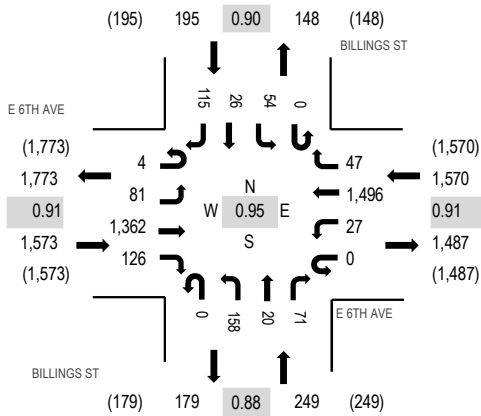 (195) 195 0.90 148 (148)
BILLINGS ST
E 6TH AVE
115 26 54 0
(1,773)
1,773
0.91
1,573
(1,573)
4
81
1,362
126
N
W 0.95 E
S
47
1,496
27
0
(1,570)
1,570
0.91
1,487
(1,487)
0 158 20 71
E 6TH AVE
BILLINGS ST
(179) 179 0.88 249 (249)